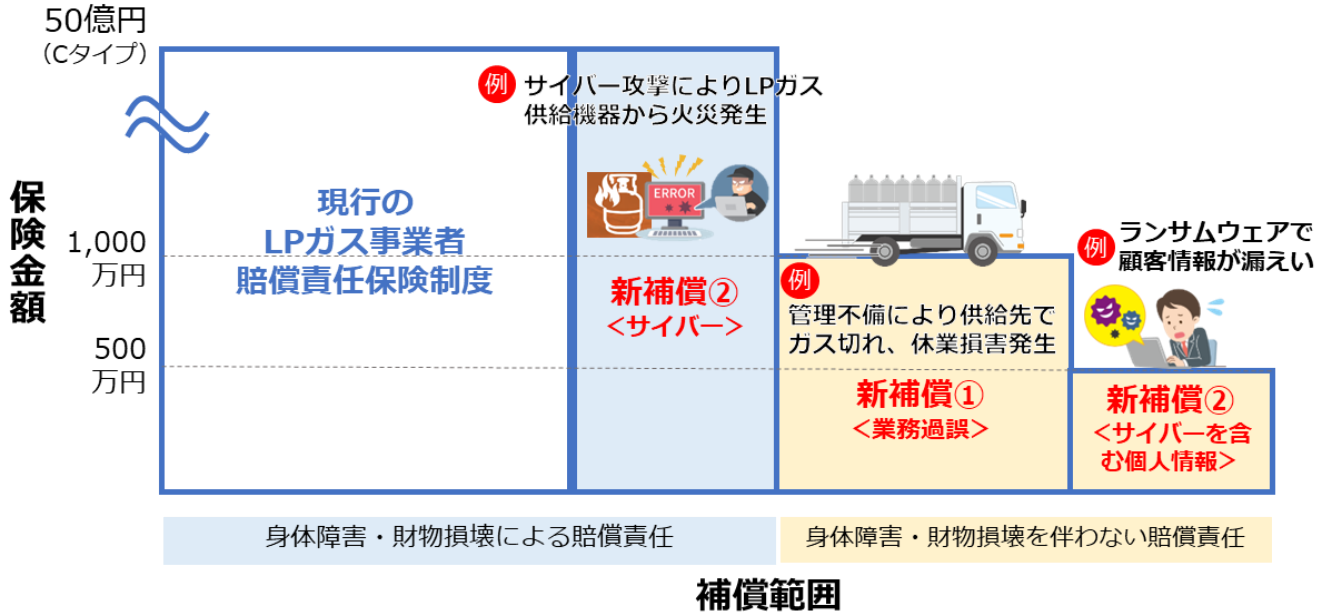 50億円
（Cタイプ）
例 サイバー攻撃によりLPガス
供給機器から火災発生
ERROR
保険金額
現行の
LPガス事業者
賠償責任保険制度
1,000
万円
500
万円
新補償②
＜サイバー＞
例
管理不備により供給先で
ガス切れ、休業損害発生
新補償①
＜業務過誤＞
例 ランサムウェアで
顧客情報が漏えい
新補償②
＜サイバーを含
む個人情報＞
身体障害・財物損壊による賠償責任
身体障害・財物損壊を伴わない賠償責任
補償範囲